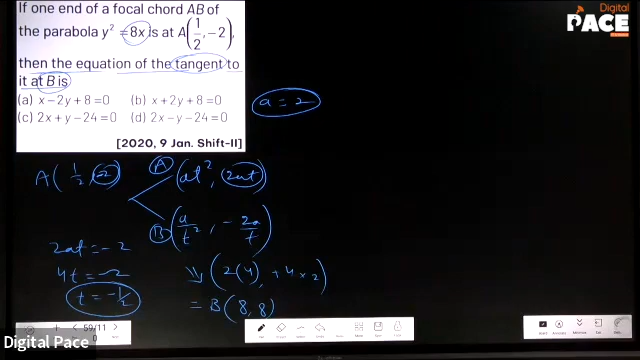 If one end of a focal chord AB of
the parabola y² = 8x is at A(1/2, −2),
then the equation of the tangent to
it at B is
(a) x − 2y + 8 = 0 (b) x + 2y + 8 = 0
(c) 2x + y − 24 = 0 (d) 2x − y − 24 = 0
[2020, 9 Jan. Shift-II]
Digital
PACE
a = 2
A(1/2, −2)
A (at², 2at)
B (a/t², −2a/t)
2at = −2
4t = −2
t = −1/2
(2(4), +4×2)
= B(8, 8)
59/11
Digital Pace